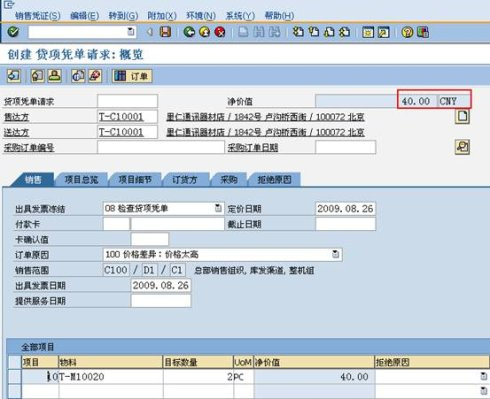 销售凭证(S) 编辑(E) 转到(G) 附加(X) 环境(N) 系统(Y) 帮助(H)
创建 贷项凭单请求: 概览
订单
贷项凭单请求 净价值 40.00 CNY
售达方 T-C10001 里仁通讯器材店 / 1842号 卢沟桥西街 / 100072 北京
送达方 T-C10001 里仁通讯器材店 / 1842号 卢沟桥西街 / 100072 北京
采购订单编号 采购订单日期
销售 项目总览 项目细节 订货方 采购 拒绝原因
出具发票冻结 08 检查贷项凭单 定价日期 2009.08.26
付款卡 截止日期
卡确认值
订单原因 100 价格差异:价格太高
销售范围 C100 / D1 / C1 总部销售组织, 库发渠道, 整机组
出具发票日期 2009.08.26
提供服务日期
全部项目
项目 物料 目标数量 UoM 净价值 拒绝原因
10 T-M10020 2 PC 40.00